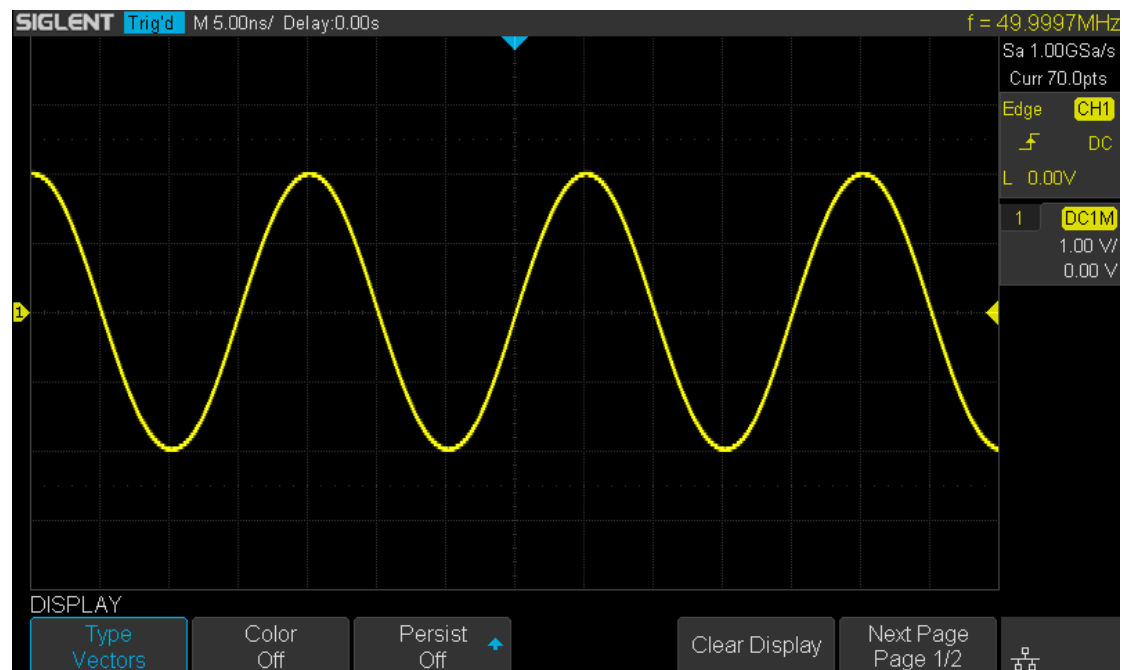 SIGLENT Trig'd M 5.00ns/ Delay:0.00s f = 49.9997MHz
Sa 1.00GSa/s
Curr 70.0pts
Edge CH1
DC
L 0.00V
1 DC1M
1.00 V/
0.00 V
1
DISPLAY
Type
Vectors
Color
Off
Persist
Off
Clear Display
Next Page
Page 1/2